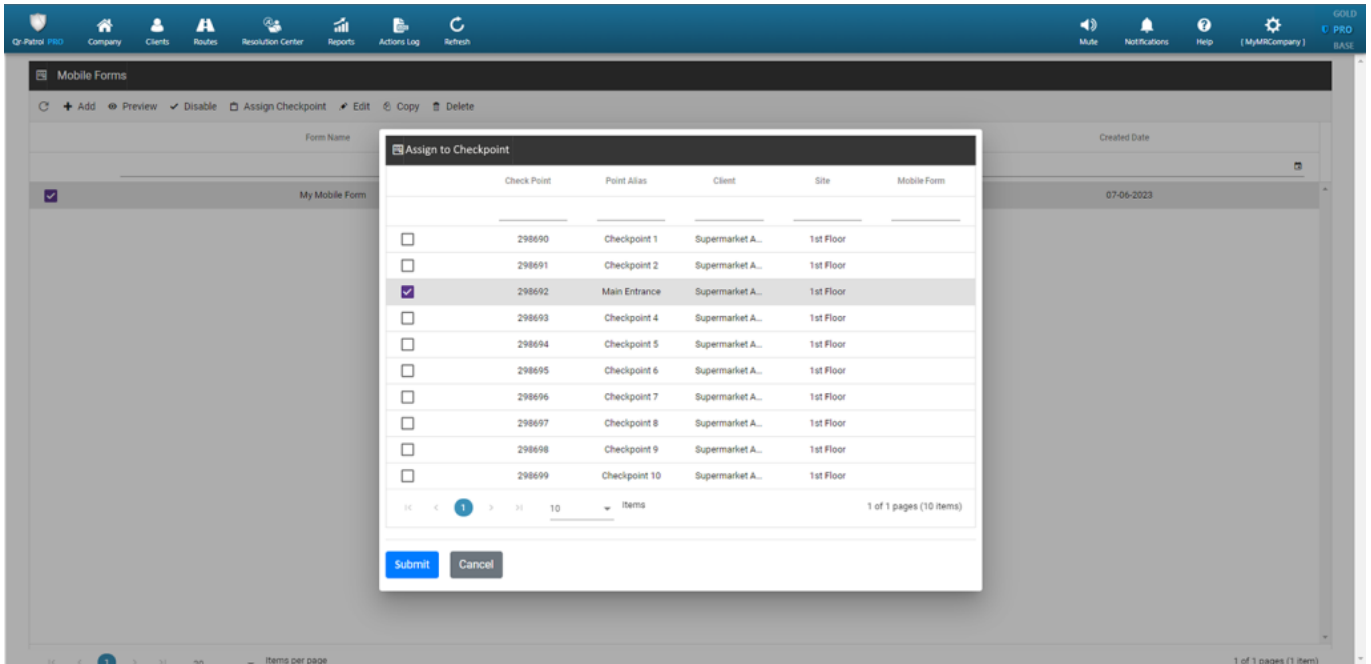 GOLD
Qr-Patrol PRO Company Clients Routes Resolution Center Reports Actions Log Refresh Mute Notifications Help [ MyMRCompany ] PRO
BASE
Mobile Forms
Add Preview Disable Assign Checkpoint Edit Copy Delete
Form Name Created Date
My Mobile Form 07-06-2023
Assign to Checkpoint
Check Point Point Alias Client Site Mobile Form
298690 Checkpoint 1 Supermarket A... 1st Floor
298691 Checkpoint 2 Supermarket A... 1st Floor
298692 Main Entrance Supermarket A... 1st Floor
298693 Checkpoint 4 Supermarket A... 1st Floor
298694 Checkpoint 5 Supermarket A... 1st Floor
298695 Checkpoint 6 Supermarket A... 1st Floor
298696 Checkpoint 7 Supermarket A... 1st Floor
298697 Checkpoint 8 Supermarket A... 1st Floor
298698 Checkpoint 9 Supermarket A... 1st Floor
298699 Checkpoint 10 Supermarket A... 1st Floor
1 10 Items 1 of 1 pages (10 items)
Submit Cancel
1 20 Items per page 1 of 1 pages (1 item)